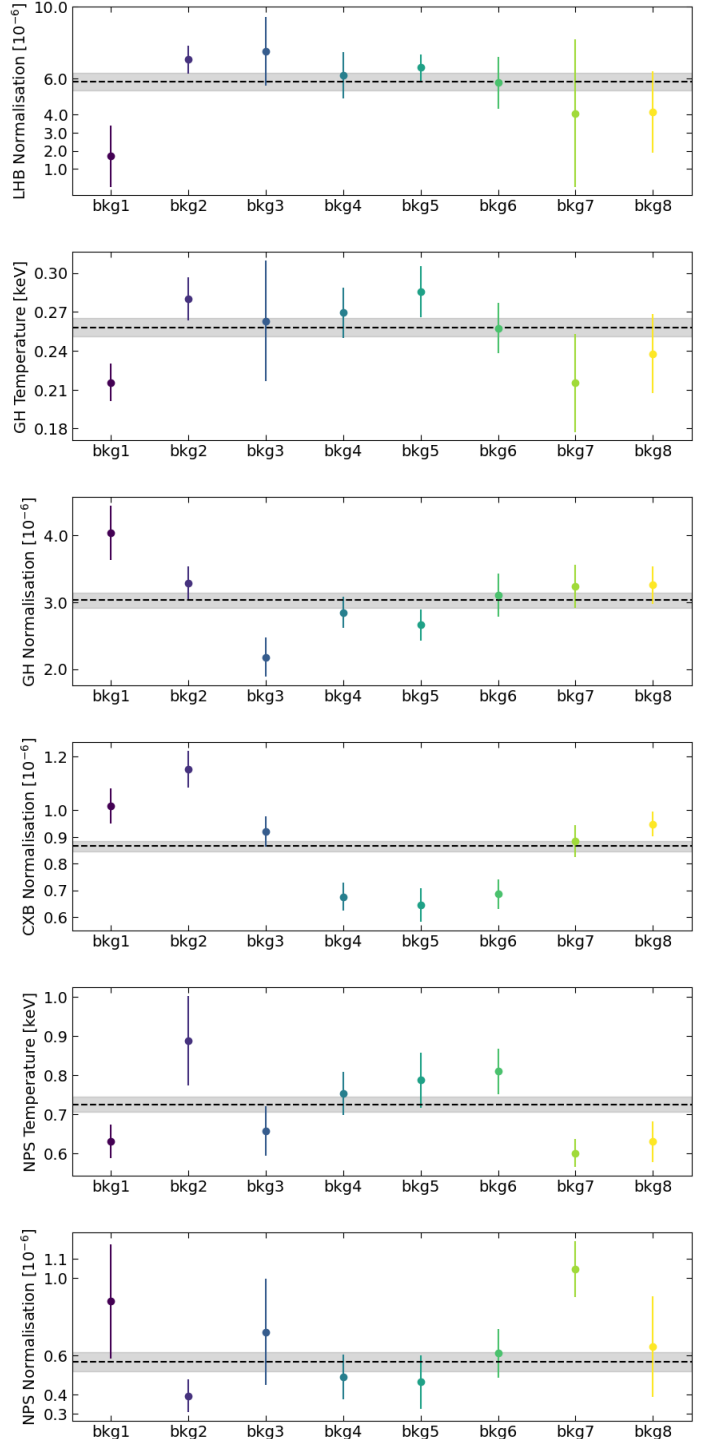 LHB Normalisation [10⁻⁶]
10.0
6.0
4.0
3.0
2.0
1.0
bkg1 bkg2 bkg3 bkg4 bkg5 bkg6 bkg7 bkg8
GH Temperature [keV]
0.30
0.27
0.24
0.21
0.18
bkg1 bkg2 bkg3 bkg4 bkg5 bkg6 bkg7 bkg8
GH Normalisation [10⁻⁶]
4.0
3.0
2.0
bkg1 bkg2 bkg3 bkg4 bkg5 bkg6 bkg7 bkg8
CXB Normalisation [10⁻⁶]
1.2
1.0
0.9
0.8
0.7
0.6
bkg1 bkg2 bkg3 bkg4 bkg5 bkg6 bkg7 bkg8
NPS Temperature [keV]
1.0
0.9
0.8
0.7
0.6
bkg1 bkg2 bkg3 bkg4 bkg5 bkg6 bkg7 bkg8
NPS Normalisation [10⁻⁶]
1.1
1.0
0.6
0.4
0.3
bkg1 bkg2 bkg3 bkg4 bkg5 bkg6 bkg7 bkg8